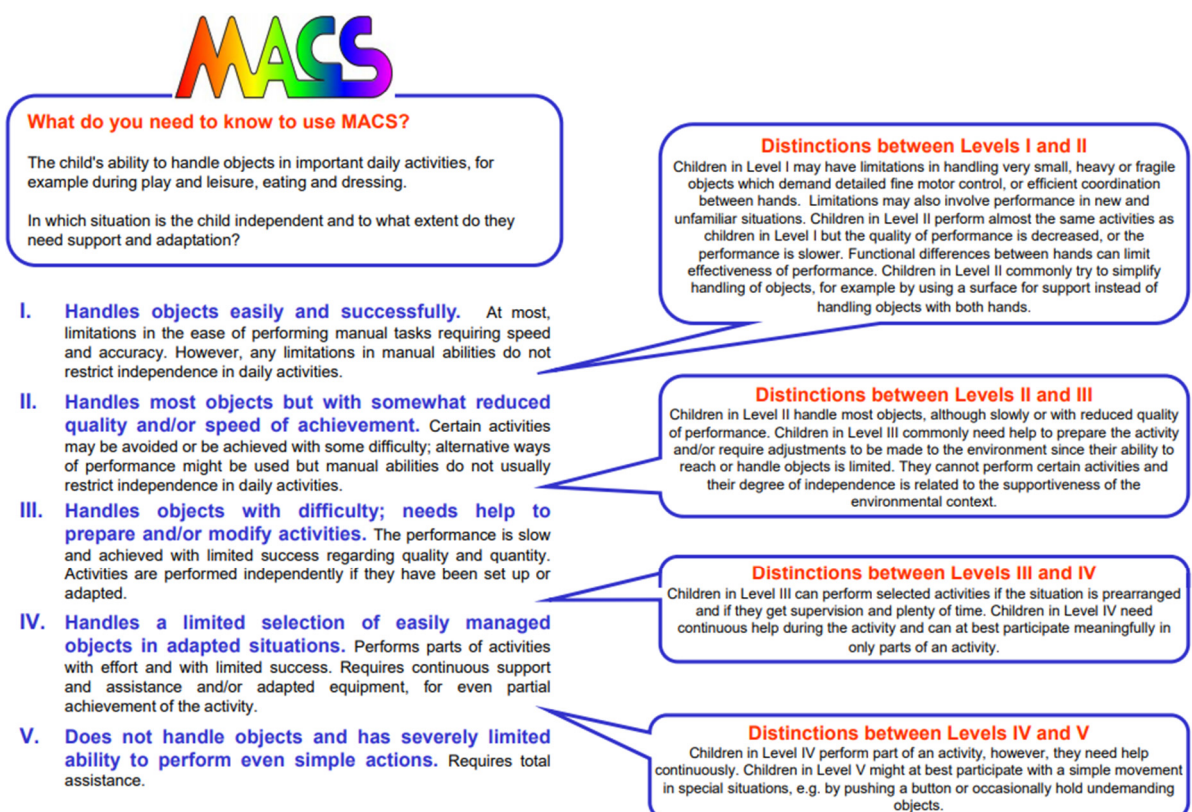 MACS
What do you need to know to use MACS?
The child's ability to handle objects in important daily activities, for
example during play and leisure, eating and dressing.
In which situation is the child independent and to what extent do they
need support and adaptation?
I. Handles objects easily and successfully. At most,
limitations in the ease of performing manual tasks requiring speed
and accuracy. However, any limitations in manual abilities do not
restrict independence in daily activities.
II. Handles most objects but with somewhat reduced
quality and/or speed of achievement. Certain activities
may be avoided or be achieved with some difficulty; alternative ways
of performance might be used but manual abilities do not usually
restrict independence in daily activities.
III. Handles objects with difficulty; needs help to
prepare and/or modify activities. The performance is slow
and achieved with limited success regarding quality and quantity.
Activities are performed independently if they have been set up or
adapted.
IV. Handles a limited selection of easily managed
objects in adapted situations. Performs parts of activities
with effort and with limited success. Requires continuous support
and assistance and/or adapted equipment, for even partial
achievement of the activity.
V. Does not handle objects and has severely limited
ability to perform even simple actions. Requires total
assistance.
Distinctions between Levels I and II
Children in Level I may have limitations in handling very small, heavy or fragile
objects which demand detailed fine motor control, or efficient coordination
between hands. Limitations may also involve performance in new and
unfamiliar situations. Children in Level II perform almost the same activities as
children in Level I but the quality of performance is decreased, or the
performance is slower. Functional differences between hands can limit
effectiveness of performance. Children in Level II commonly try to simplify
handling of objects, for example by using a surface for support instead of
handling objects with both hands.
Distinctions between Levels II and III
Children in Level II handle most objects, although slowly or with reduced quality
of performance. Children in Level III commonly need help to prepare the activity
and/or require adjustments to be made to the environment since their ability to
reach or handle objects is limited. They cannot perform certain activities and
their degree of independence is related to the supportiveness of the
environmental context.
Distinctions between Levels III and IV
Children in Level III can perform selected activities if the situation is prearranged
and if they get supervision and plenty of time. Children in Level IV need
continuous help during the activity and can at best participate meaningfully in
only parts of an activity.
Distinctions between Levels IV and V
Children in Level IV perform part of an activity, however, they need help
continuously. Children in Level V might at best participate with a simple movement
in special situations, e.g. by pushing a button or occasionally hold undemanding
objects.